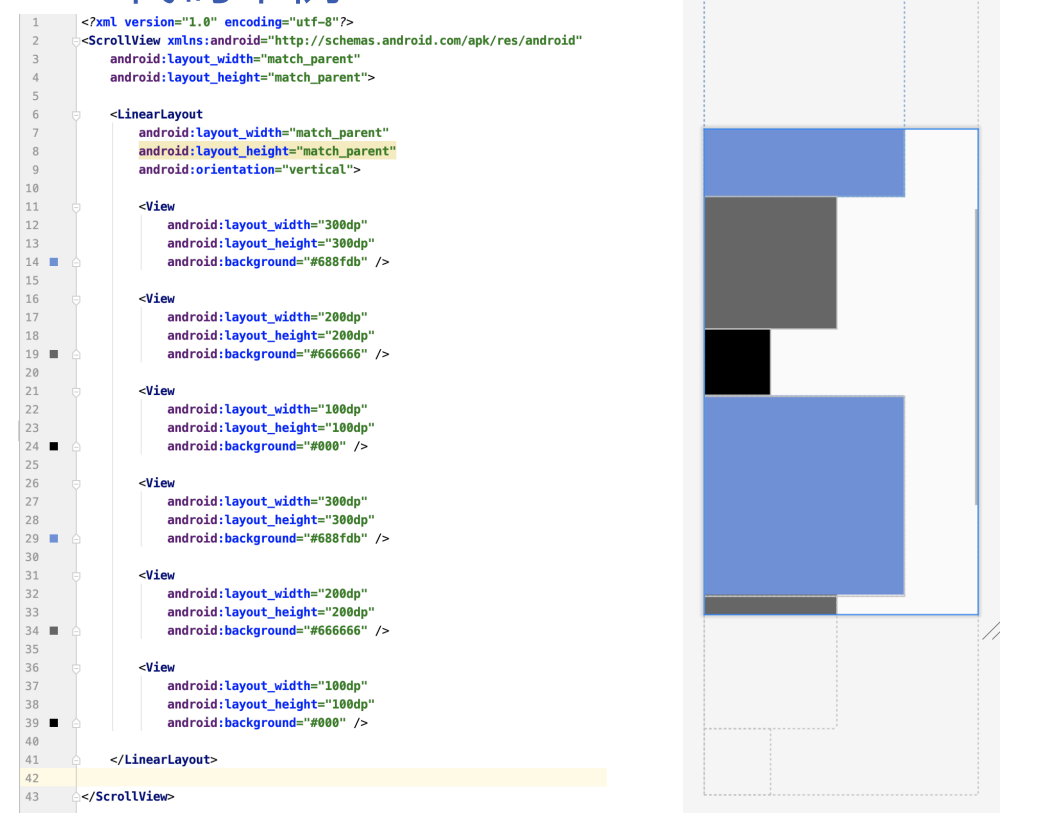 1 <?xml version="1.0" encoding="utf-8"?>
2 <ScrollView xmlns:android="http://schemas.android.com/apk/res/android"
3 android:layout_width="match_parent"
4 android:layout_height="match_parent">
5
6 <LinearLayout
7 android:layout_width="match_parent"
8 android:layout_height="match_parent"
9 android:orientation="vertical">
10
11 <View
12 android:layout_width="300dp"
13 android:layout_height="300dp"
14 android:background="#688fdb" />
15
16 <View
17 android:layout_width="200dp"
18 android:layout_height="200dp"
19 android:background="#666666" />
20
21 <View
22 android:layout_width="100dp"
23 android:layout_height="100dp"
24 android:background="#000" />
25
26 <View
27 android:layout_width="300dp"
28 android:layout_height="300dp"
29 android:background="#688fdb" />
30
31 <View
32 android:layout_width="200dp"
33 android:layout_height="200dp"
34 android:background="#666666" />
35
36 <View
37 android:layout_width="100dp"
38 android:layout_height="100dp"
39 android:background="#000" />
40
41 </LinearLayout>
42
43 </ScrollView>